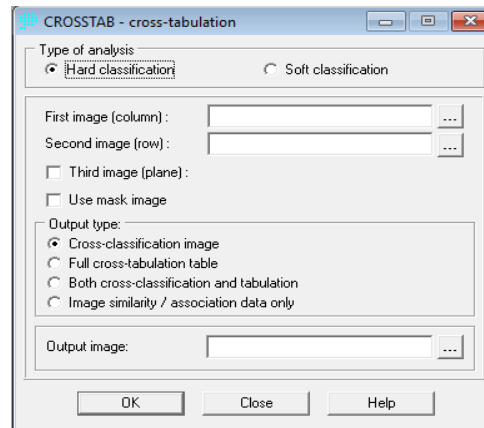 CROSSTAB - cross-tabulation
Type of analysis
Hard classification Soft classification
First image (column) : ...
Second image (row) : ...
Third image (plane) :
Use mask image
Output type:
Cross-classification image
Full cross-tabulation table
Both cross-classification and tabulation
Image similarity / association data only
Output image: ...
OK Close Help